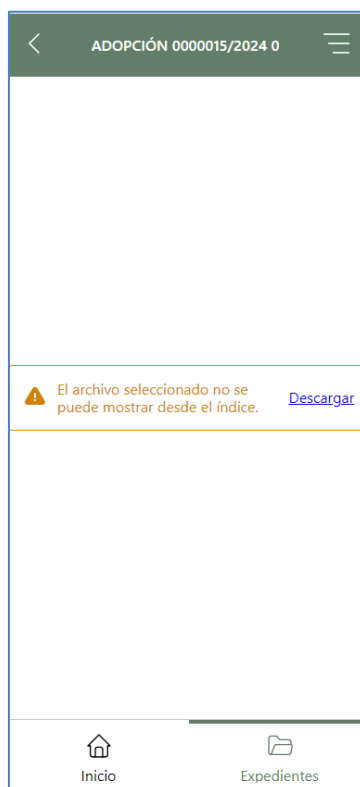 ADOPCIÓN 0000015/2024 0
El archivo seleccionado no se
puede mostrar desde el índice.
Descargar
Inicio
Expedientes